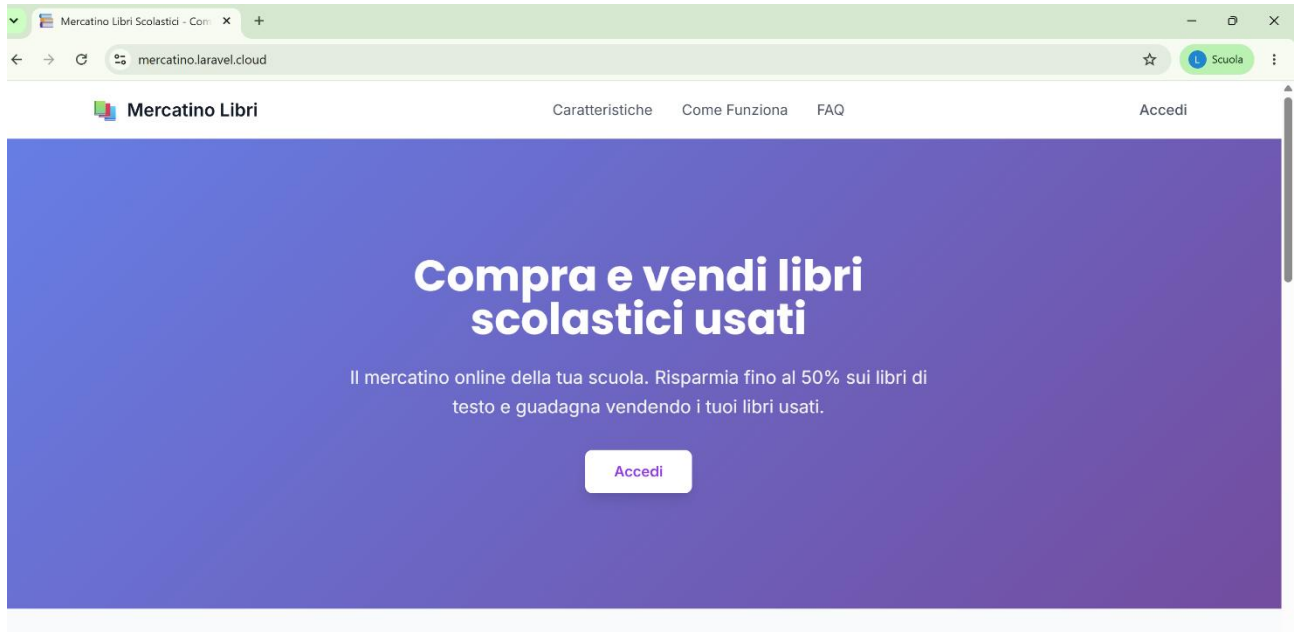 Mercatino Libri Scolastici - Com
mercatino.laravel.cloud
L Scuola
Mercatino Libri
Caratteristiche Come Funziona FAQ
Accedi
Compra e vendi libri
scolastici usati
Il mercatino online della tua scuola. Risparmia fino al 50% sui libri di
testo e guadagna vendendo i tuoi libri usati.
Accedi